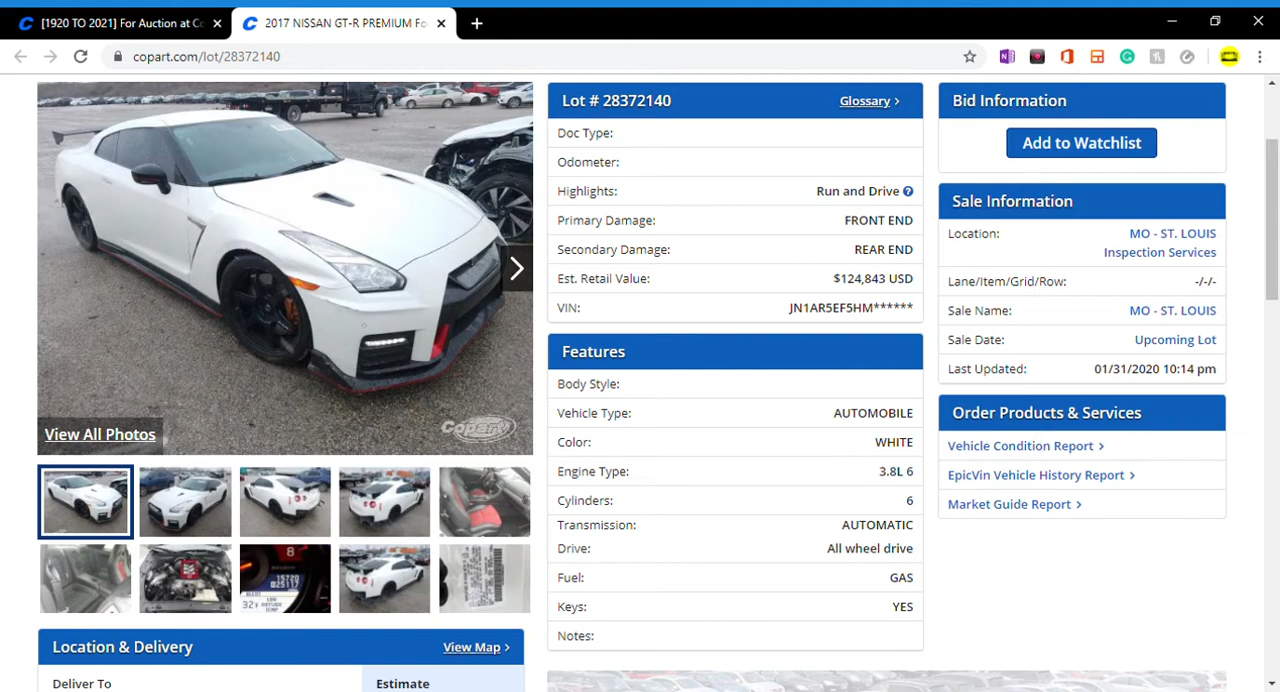 [1920 TO 2021] For Auction at Co
2017 NISSAN GT-R PREMIUM Fo
copart.com/lot/28372140
Lot # 28372140 Glossary
Doc Type:
Odometer:
Highlights: Run and Drive
Primary Damage: FRONT END
Secondary Damage: REAR END
Est. Retail Value: $124,843 USD
VIN: JN1AR5EF5HM******
Features
Body Style:
Vehicle Type: AUTOMOBILE
Color: WHITE
Engine Type: 3.8L 6
Cylinders: 6
Transmission: AUTOMATIC
Drive: All wheel drive
Fuel: GAS
Keys: YES
Notes:
Bid Information
Add to Watchlist
Sale Information
Location: MO - ST. LOUIS
Inspection Services
Lane/Item/Grid/Row: -/-/-
Sale Name: MO - ST. LOUIS
Sale Date: Upcoming Lot
Last Updated: 01/31/2020 10:14 pm
Order Products & Services
Vehicle Condition Report
EpicVin Vehicle History Report
Market Guide Report
Copart
View All Photos
8
32
Location & Delivery View Map
Deliver To Estimate